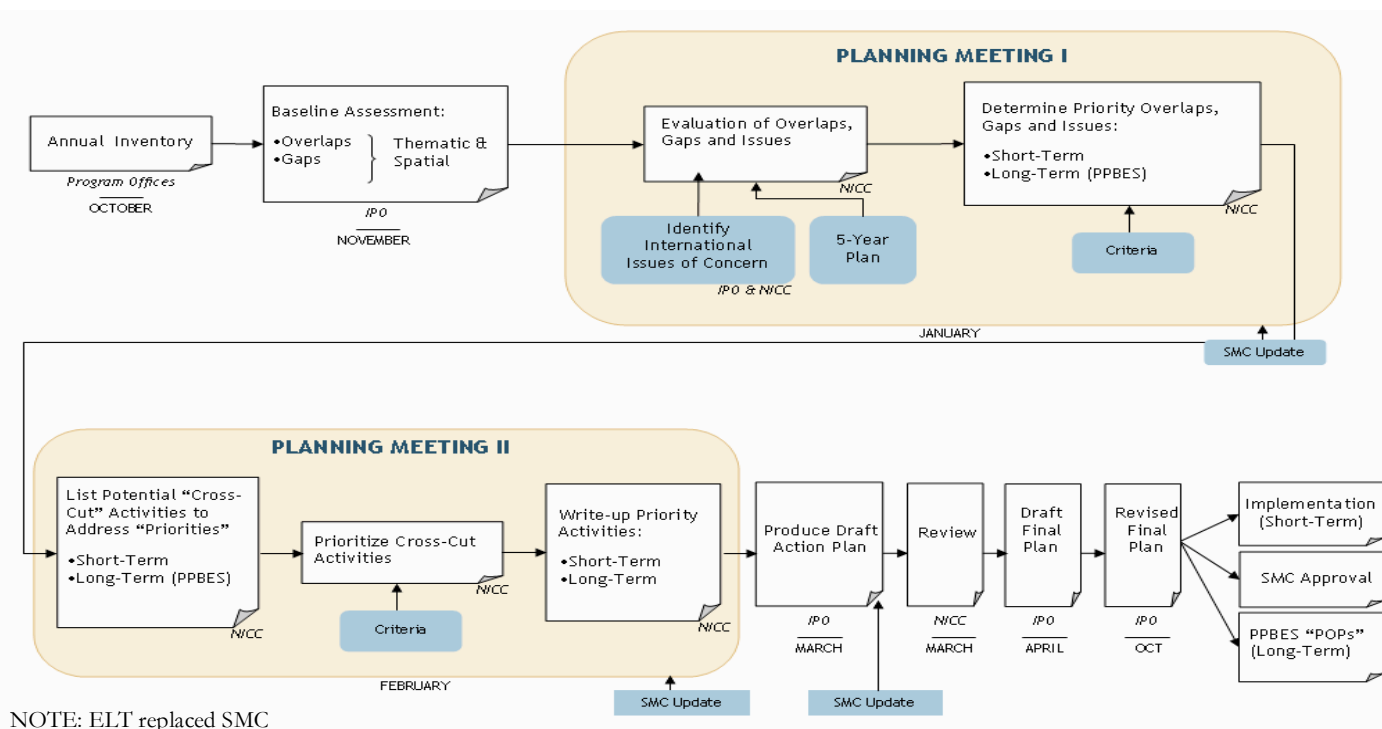 PLANNING MEETING I
Annual Inventory
Program Offices
OCTOBER
Baseline Assessment:
•Overlaps
•Gaps
Thematic &
Spatial
IPO
NOVEMBER
Evaluation of Overlaps,
Gaps and Issues
NICC
Identify
International
Issues of Concern
IPO & NICC
5-Year
Plan
Determine Priority Overlaps,
Gaps and Issues:
•Short-Term
•Long-Term (PPBES)
NICC
Criteria
JANUARY
SMC Update
PLANNING MEETING II
List Potential “Cross-
Cut” Activities to
Address “Priorities”
•Short-Term
•Long-Term (PPBES)
NICC
Prioritize Cross-Cut
Activities
NICC
Criteria
Write-up Priority
Activities:
•Short-Term
•Long-Term
NICC
FEBRUARY
SMC Update
Produce Draft
Action Plan
IPO
MARCH
SMC Update
Review
NICC
MARCH
Draft
Final
Plan
IPO
APRIL
Revised
Final
Plan
IPO
OCT
Implementation
(Short-Term)
SMC Approval
PPBES “POPs”
(Long-Term)
NOTE: ELT replaced SMC